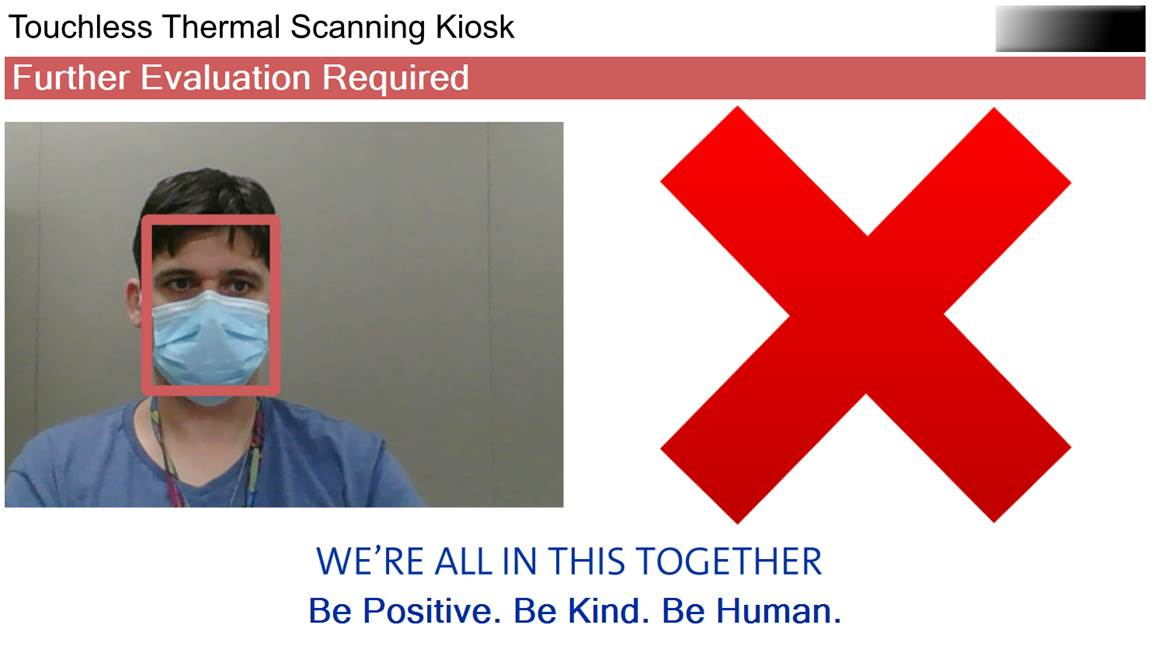 Touchless Thermal Scanning Kiosk
Further Evaluation Required
WE’RE ALL IN THIS TOGETHER
Be Positive. Be Kind. Be Human.